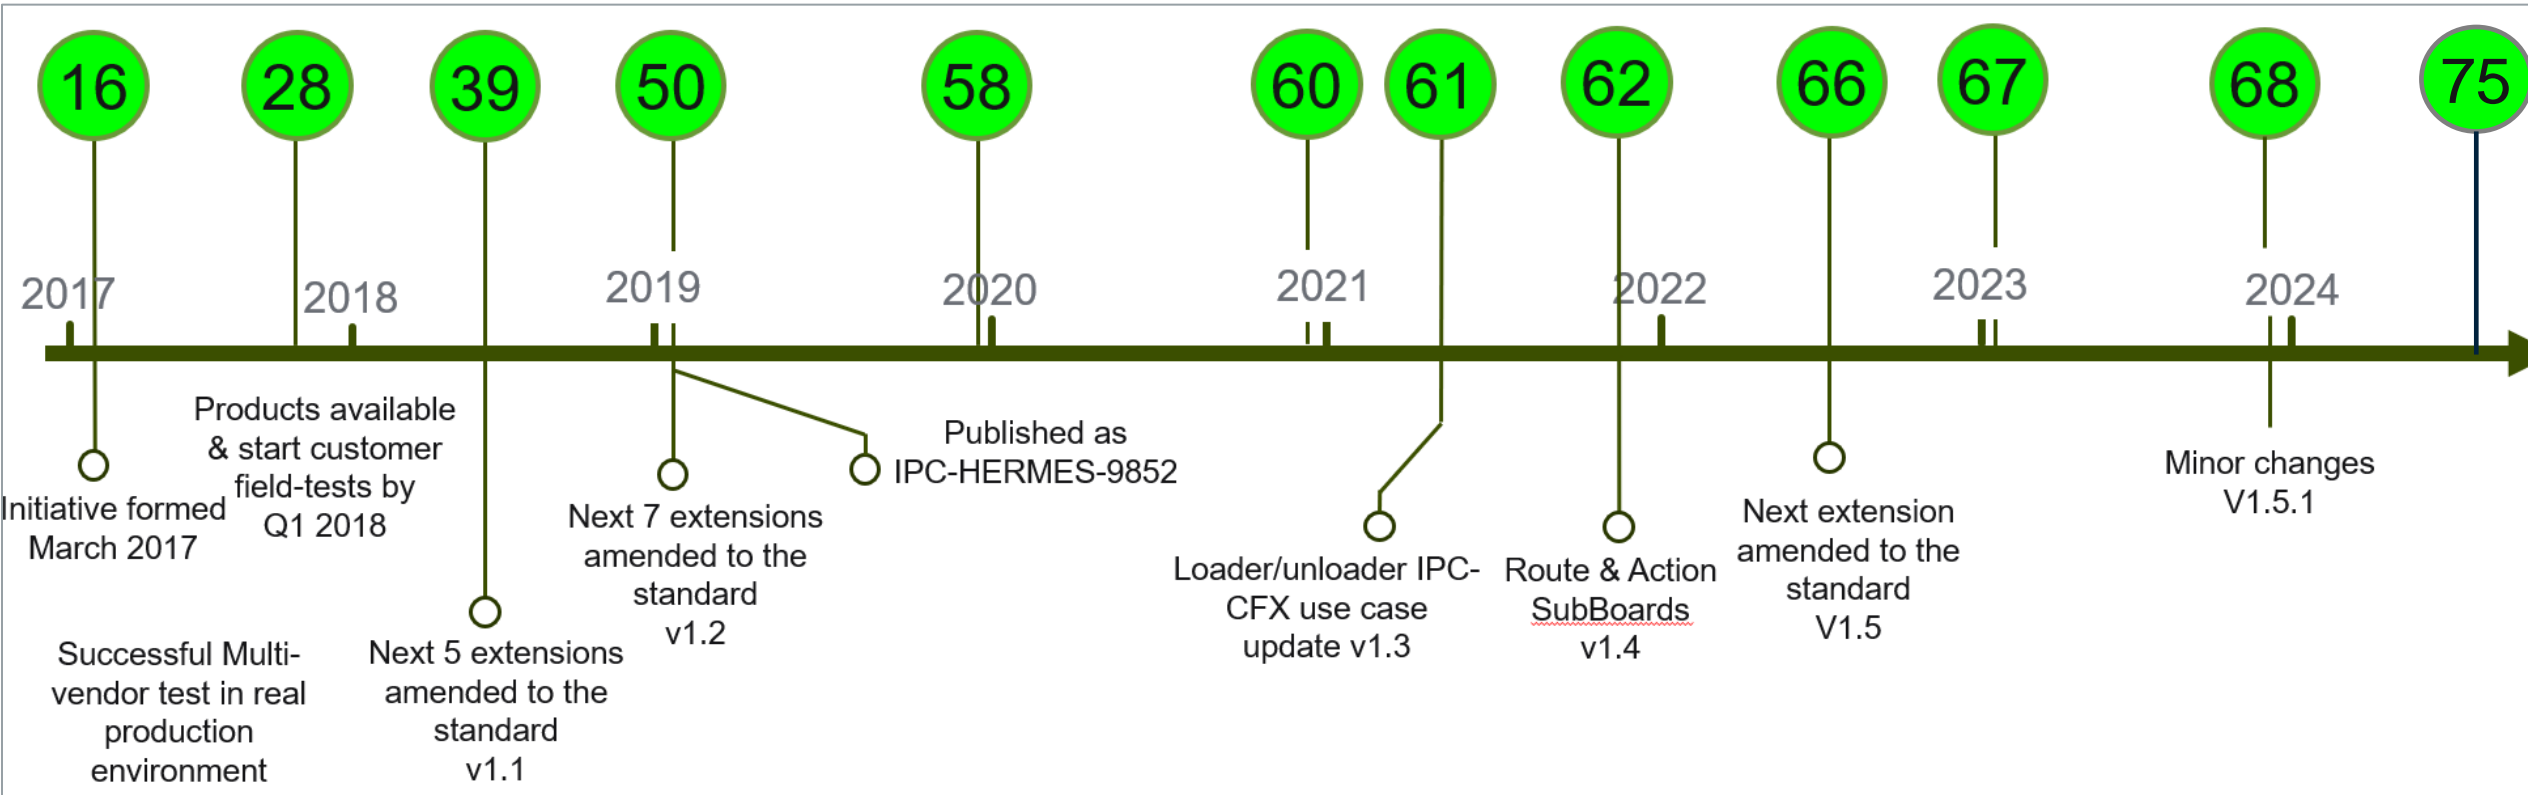 16
28
39
50
58
60
61
62
66
67
68
75
2017
2018
2019
2020
2021
2022
2023
2024
Initiative formed
March 2017
Successful Multi-
vendor test in real
production
environment
Products available
& start customer
field-tests by
Q1 2018
Next 5 extensions
amended to the
standard
v1.1
Next 7 extensions
amended to the
standard
v1.2
Published as
IPC-HERMES-9852
Loader/unloader IPC-
CFX use case
update v1.3
Route & Action
SubBoards
v1.4
Next extension
amended to the
standard
V1.5
Minor changes
V1.5.1